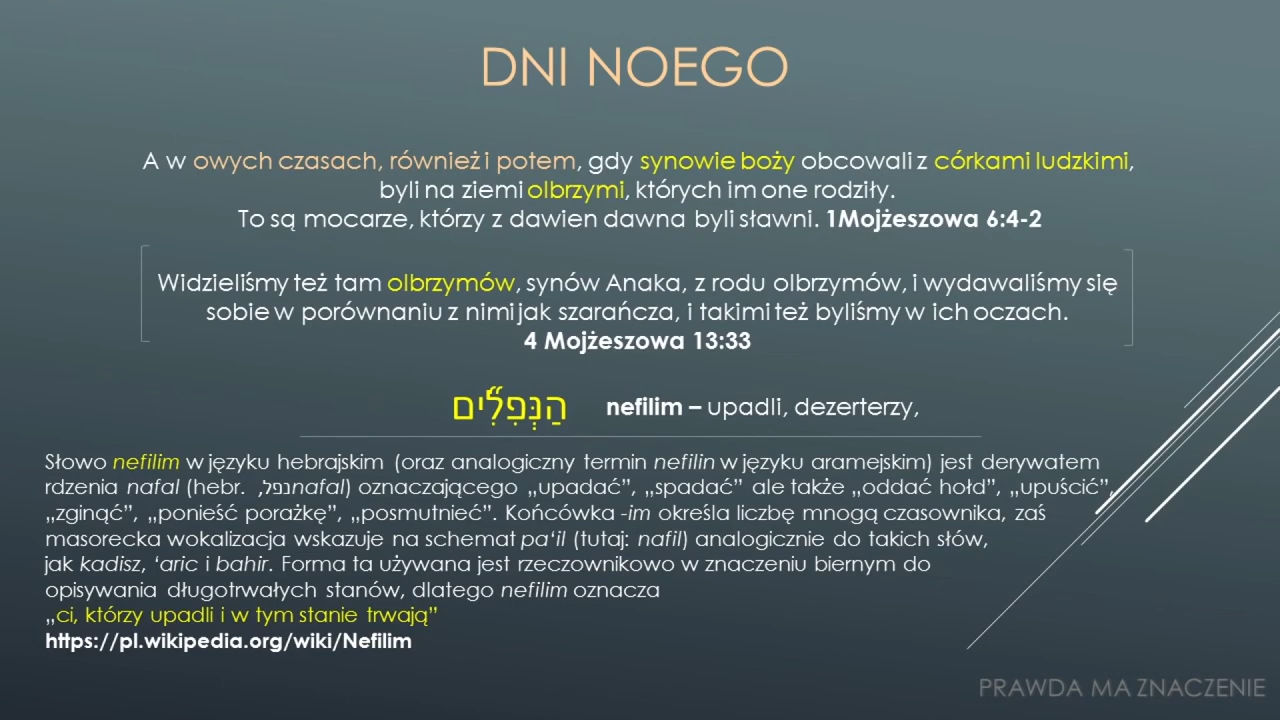 DNI NOEGO
A w owych czasach, również i potem, gdy synowie boży obcowali z córkami ludzkimi,
byli na ziemi olbrzymi, których im one rodziły.
To są mocarze, którzy z dawien dawna byli sławni. 1Mojżeszowa 6:4-2
Widzieliśmy też tam olbrzymów, synów Anaka, z rodu olbrzymów, i wydawaliśmy się
sobie w porównaniu z nimi jak szarańcza, i takimi też byliśmy w ich oczach.
4 Mojżeszowa 13:33
הַנְּפִלִ֞ים nefilim – upadli, dezerterzy,
Słowo nefilim w języku hebrajskim (oraz analogiczny termin nefilin w języku aramejskim) jest derywatem
rdzenia nafal (hebr. נפל, nafal) oznaczającego „upadać”, „spadać” ale także „oddać hołd”, „upuścić”,
„zginąć”, „ponieść porażkę”, „posmutnieć”. Końcówka -im określa liczbę mnogą czasownika, zaś
masorecka wokalizacja wskazuje na schemat pa‘il (tutaj: nafil) analogicznie do takich słów,
jak kadisz, ‘aric i bahir. Forma ta używana jest rzeczownikowo w znaczeniu biernym do
opisywania długotrwałych stanów, dlatego nefilim oznacza
„ci, którzy upadli i w tym stanie trwają”
https://pl.wikipedia.org/wiki/Nefilim
PRAWDA MA ZNACZENIE